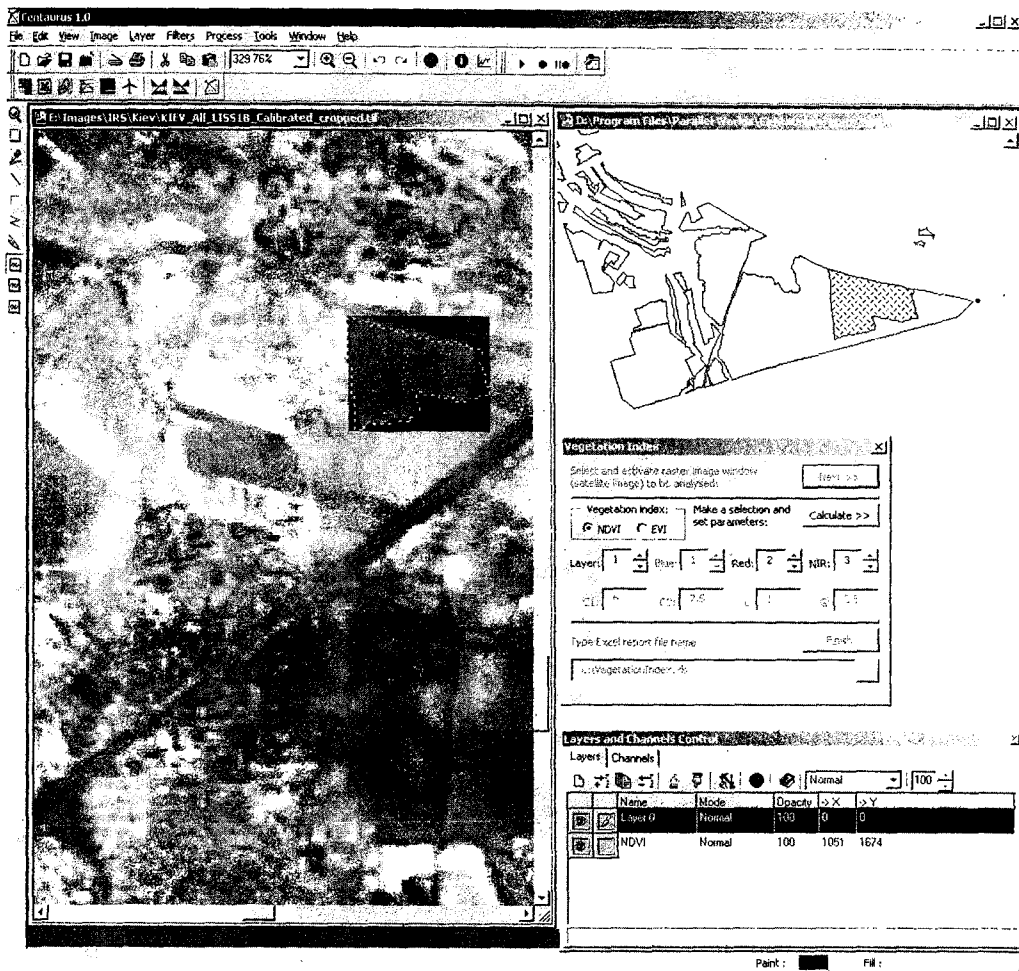 Centaurus 1.0
File Edit View Image Layer Filters Process Tools Window Help
329.76%
E:\Images\IRS\Kiev\KIEV_All_LISS1B_Calibrated_cropped.tif
D:\Program Files\Parallel
Vegetation Index
Select and activate raster image window
(satellite image) to be analysed:
Next >>
Vegetation index:
NDVI EVI
Make a selection and
set parameters:
Calculate >>
Layer: 1 Blue: 1 Red: 2 NIR: 3
C2: 7.5
Type Excel report file name
Finish
Layers and Channels Control
Layers Channels
Normal 100
Name Mode Opacity -> X -> Y
Layer 0 Normal 100 0 0
NDVI Normal 100 1051 1674
Paint : Fill :